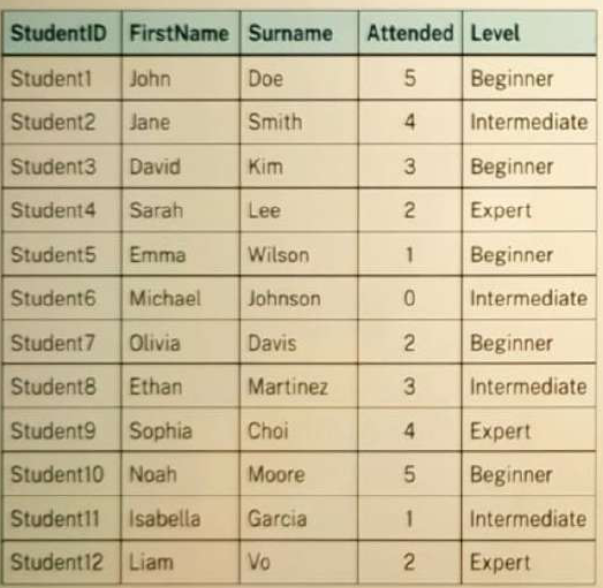 StudentID FirstName Surname Attended Level
Student1 John Doe 5 Beginner
Student2 Jane Smith 4 Intermediate
Student3 David Kim 3 Beginner
Student4 Sarah Lee 2 Expert
Student5 Emma Wilson 1 Beginner
Student6 Michael Johnson 0 Intermediate
Student7 Olivia Davis 2 Beginner
Student8 Ethan Martinez 3 Intermediate
Student9 Sophia Choi 4 Expert
Student10 Noah Moore 5 Beginner
Student11 Isabella Garcia 1 Intermediate
Student12 Liam Vo 2 Expert